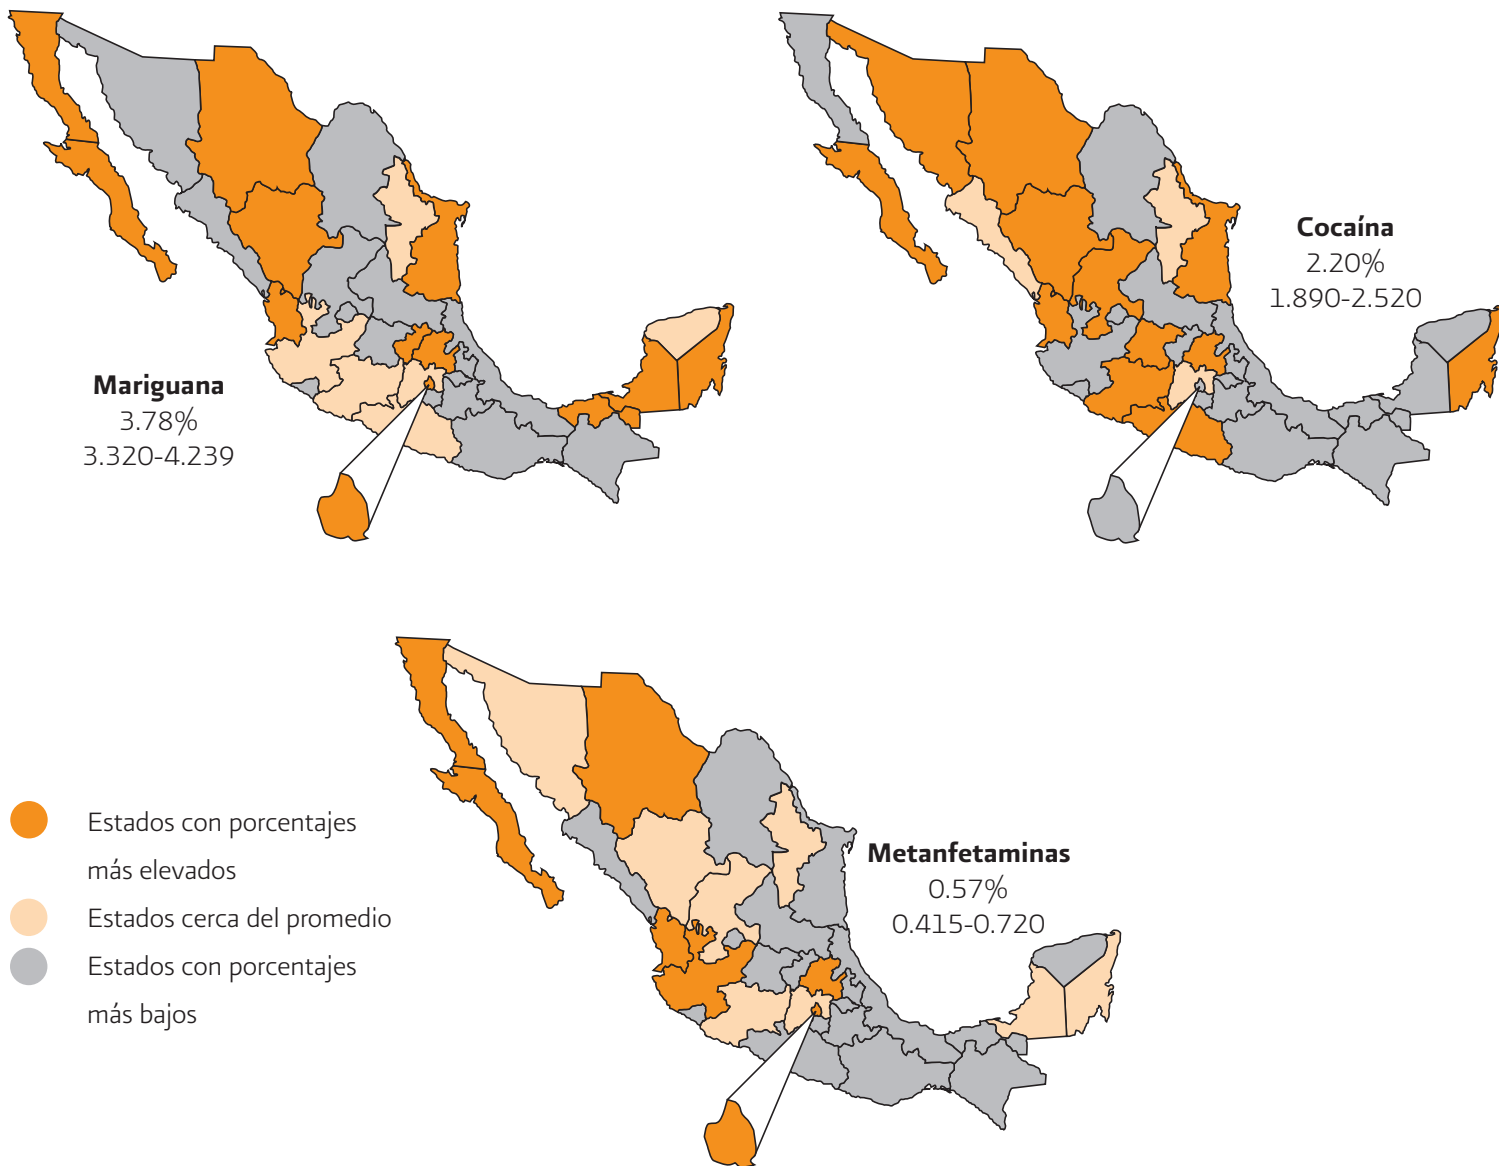 Mariguana
3.78%
3.320-4.239
Cocaína
2.20%
1.890-2.520
Metanfetaminas
0.57%
0.415-0.720
Estados con porcentajes
más elevados
Estados cerca del promedio
Estados con porcentajes
más bajos